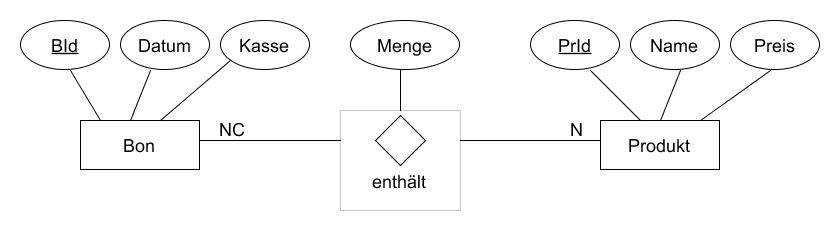 BId
Datum
Kasse
Menge
PrId
Name
Preis
NC
N
Bon
Produkt
enthält